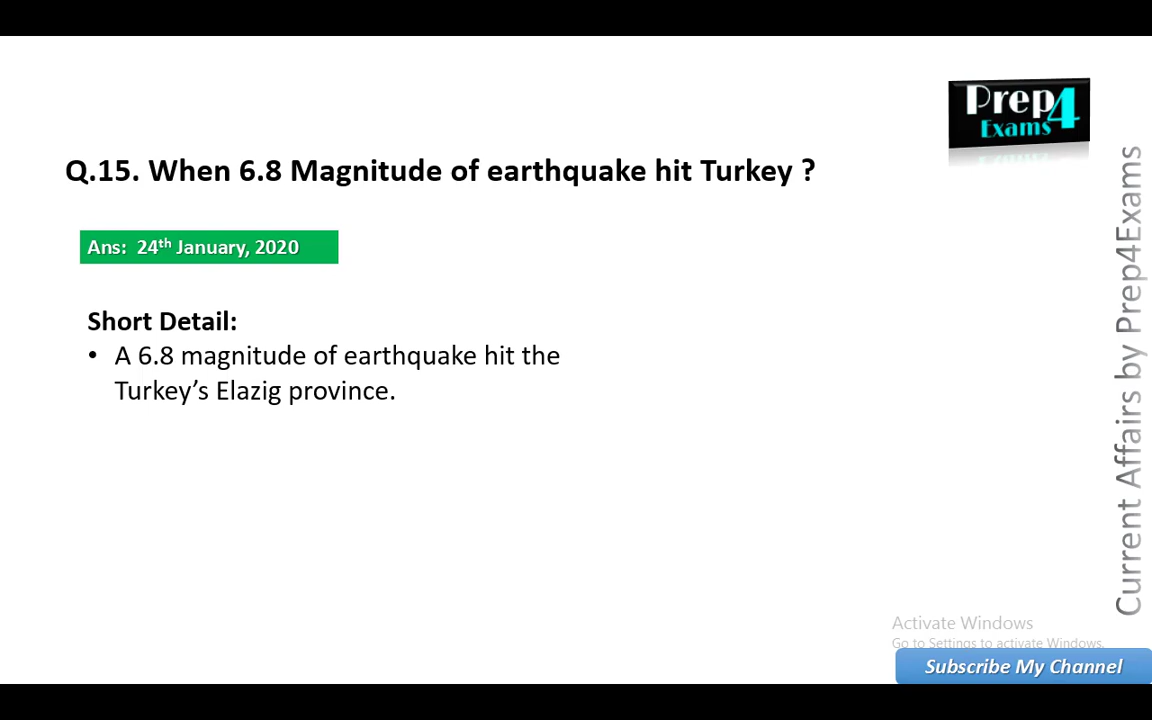 Prep4
Exams
Q.15. When 6.8 Magnitude of earthquake hit Turkey ?
Ans: 24th January, 2020
Short Detail:
• A 6.8 magnitude of earthquake hit the
Turkey’s Elazig province.
Current Affairs by Prep4Exams
Activate Windows
Go to Settings to activate Windows.
Subscribe My Channel